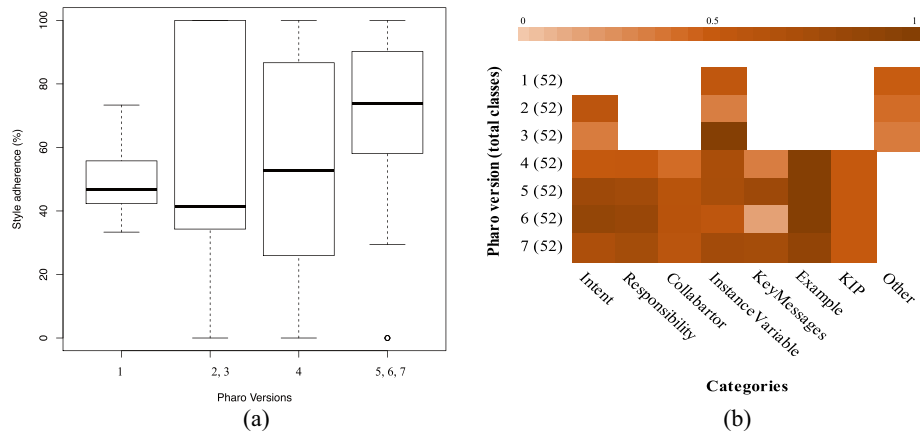 100
80
60
40
20
0
Style adherence (%)
1
2, 3
4
5, 6, 7
Pharo Versions
(a)
0
0.5
1
Pharo version (total classes)
1 (52)
2 (52)
3 (52)
4 (52)
5 (52)
6 (52)
7 (52)
Intent
Responsibility
Collabartor
InstanceVariable
KeyMessages
Example
KIP
Other
Categories
(b)